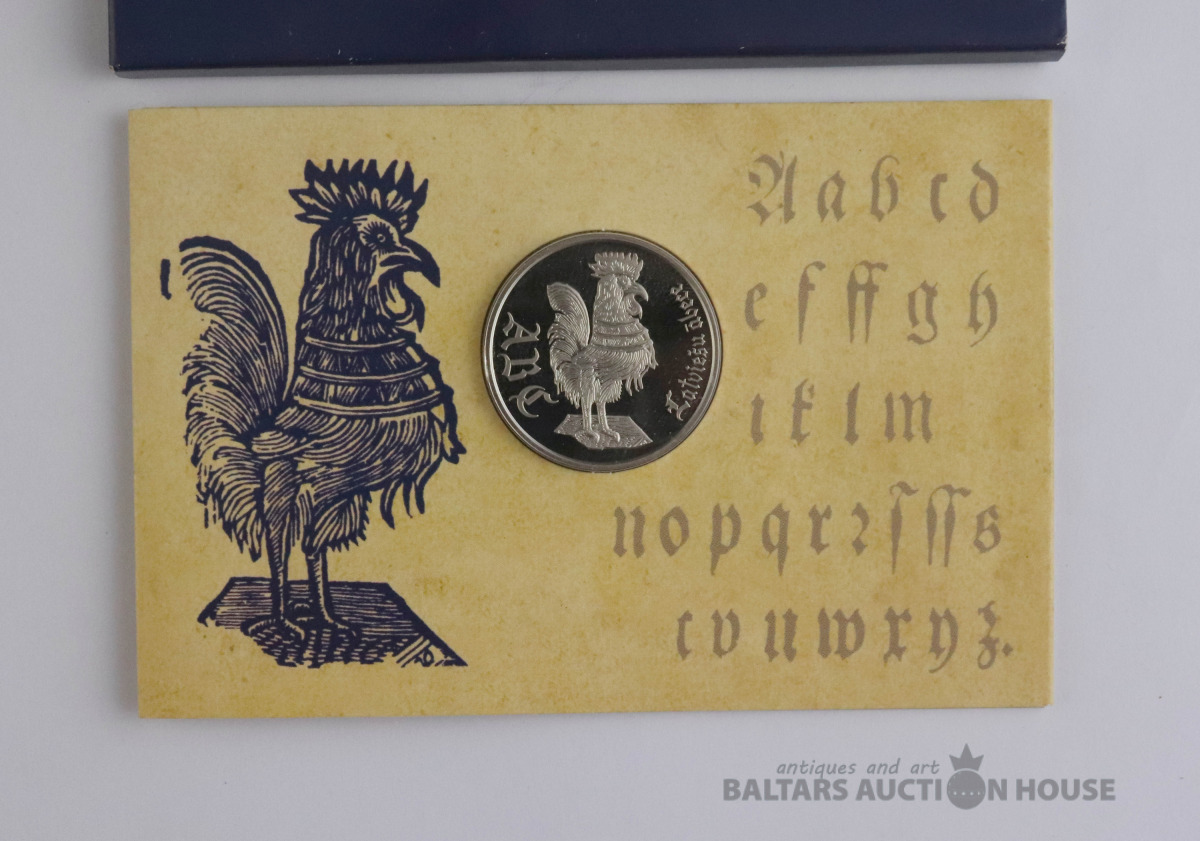 ABC
Latviešu ābece
A a b c d
e f ff g h
ı k l m
n o p q r ꝛ ſ ſſ s
t v u w x y z.
antiques and art
BALTARS AUCTION HOUSE